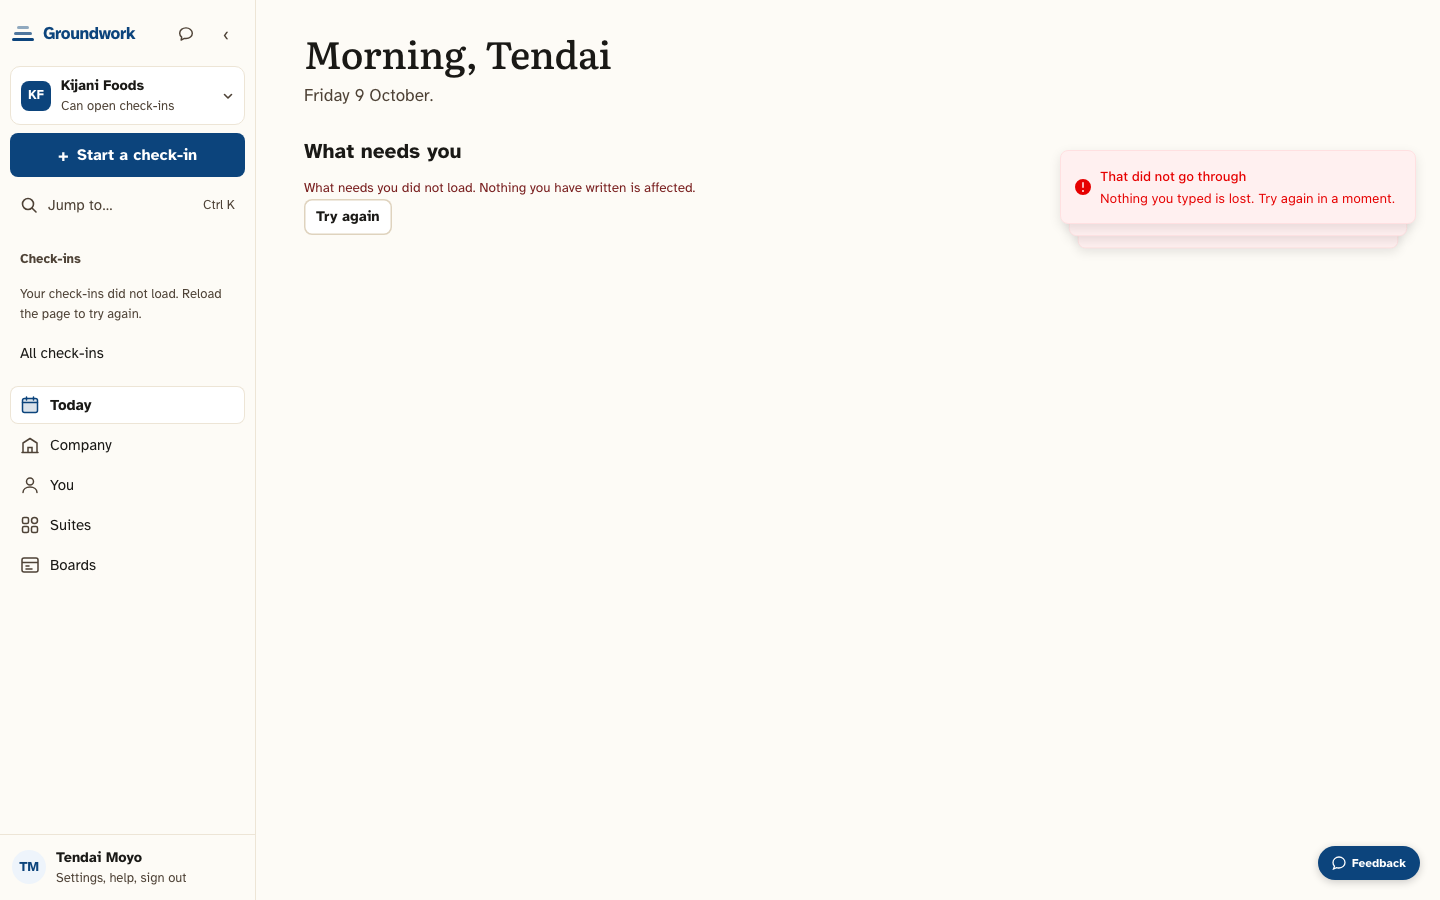 Groundwork
KF
Kijani Foods
Can open check-ins
+ Start a check-in
Jump to...
Ctrl K
Check-ins
Your check-ins did not load. Reload
the page to try again.
All check-ins
Today
Company
You
Suites
Boards
TM
Tendai Moyo
Settings, help, sign out
Morning, Tendai
Friday 9 October.
What needs you
What needs you did not load. Nothing you have written is affected.
Try again
That did not go through
Nothing you typed is lost. Try again in a moment.
Feedback